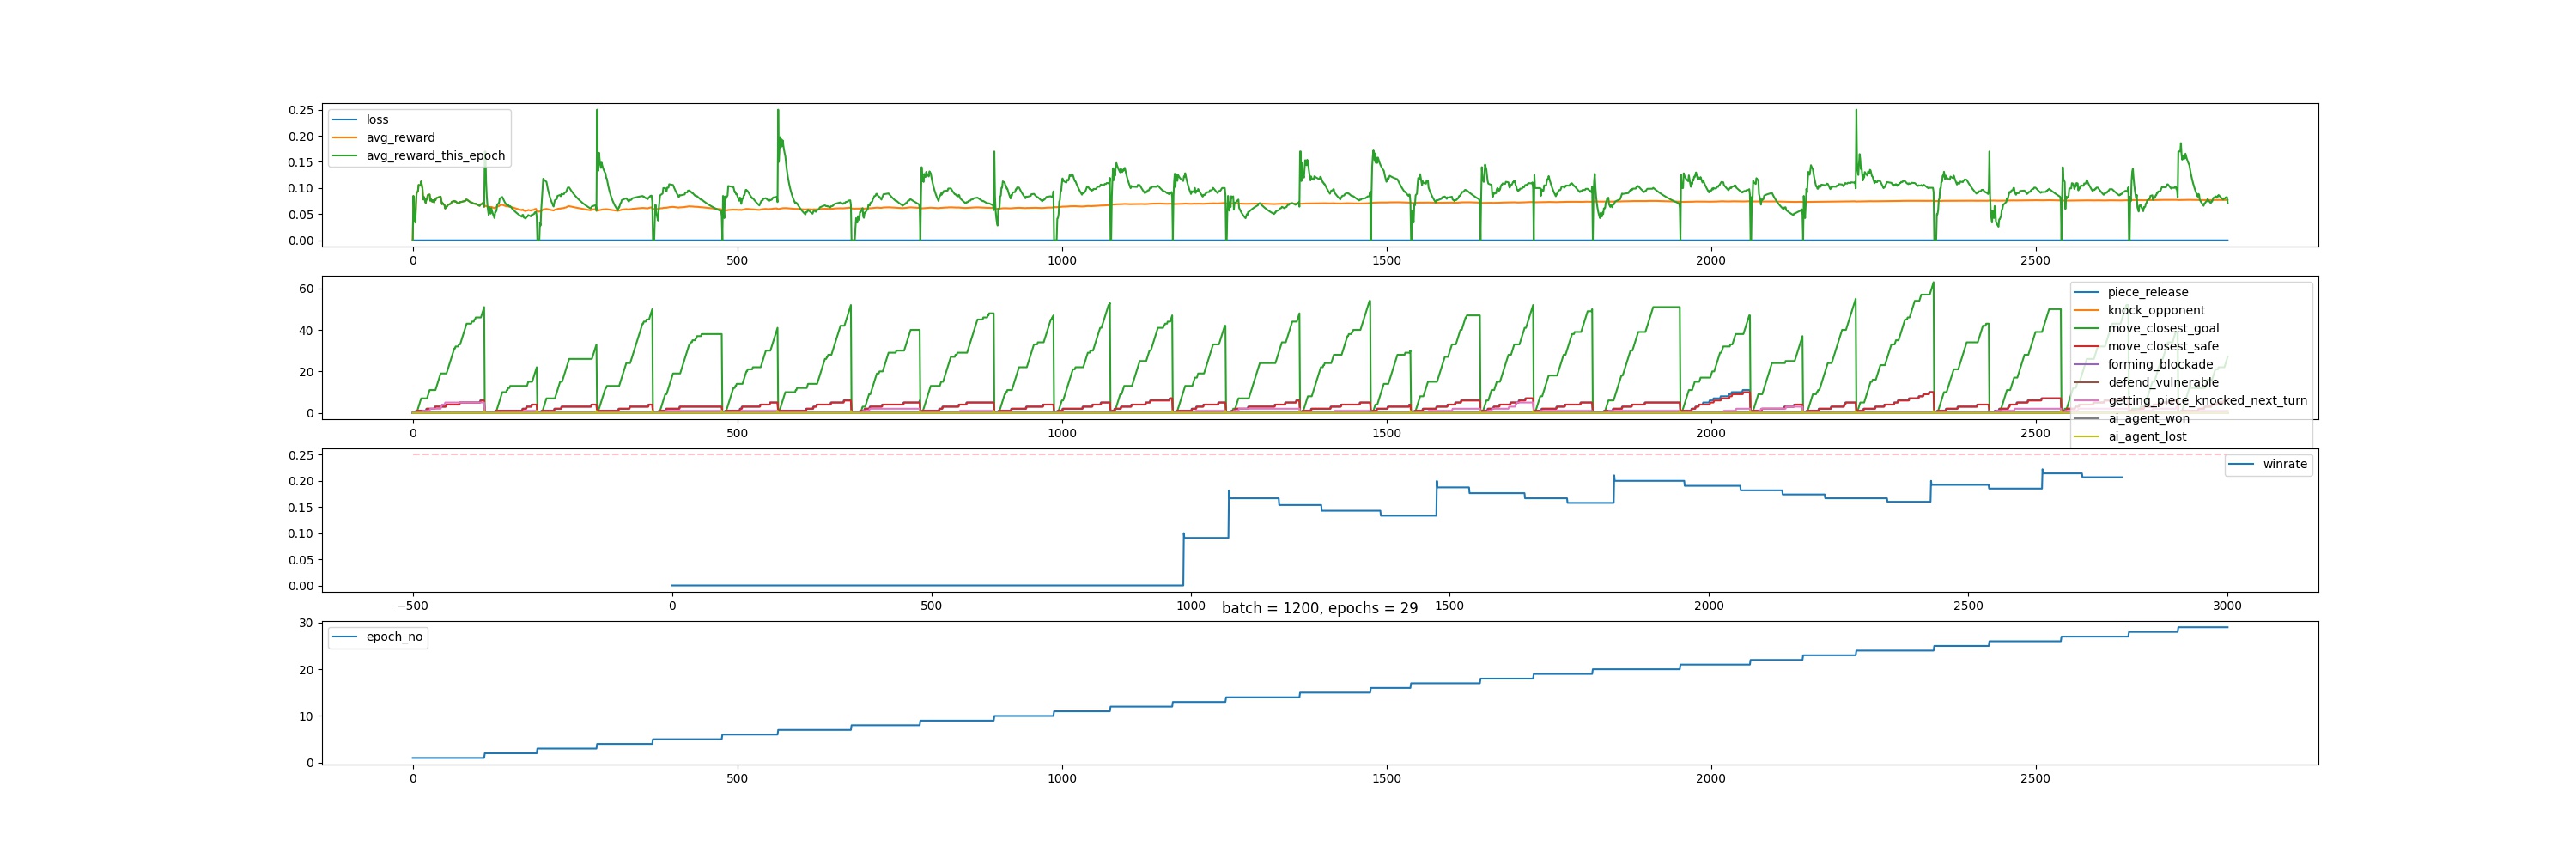 0.25
0.20
0.15
0.10
0.05
0.00
loss
avg_reward
avg_reward_this_epoch
0 500 1000 1500 2000 2500
60
40
20
0
piece_release
knock_opponent
move_closest_goal
move_closest_safe
forming_blockade
defend_vulnerable
getting_piece_knocked_next_turn
ai_agent_won
ai_agent_lost
0 500 1000 1500 2000 2500
0.25
0.20
0.15
0.10
0.05
0.00
winrate
−500 0 500 1000 1500 2000 2500 3000
batch = 1200, epochs = 29
30
20
10
0
epoch_no
0 500 1000 1500 2000 2500